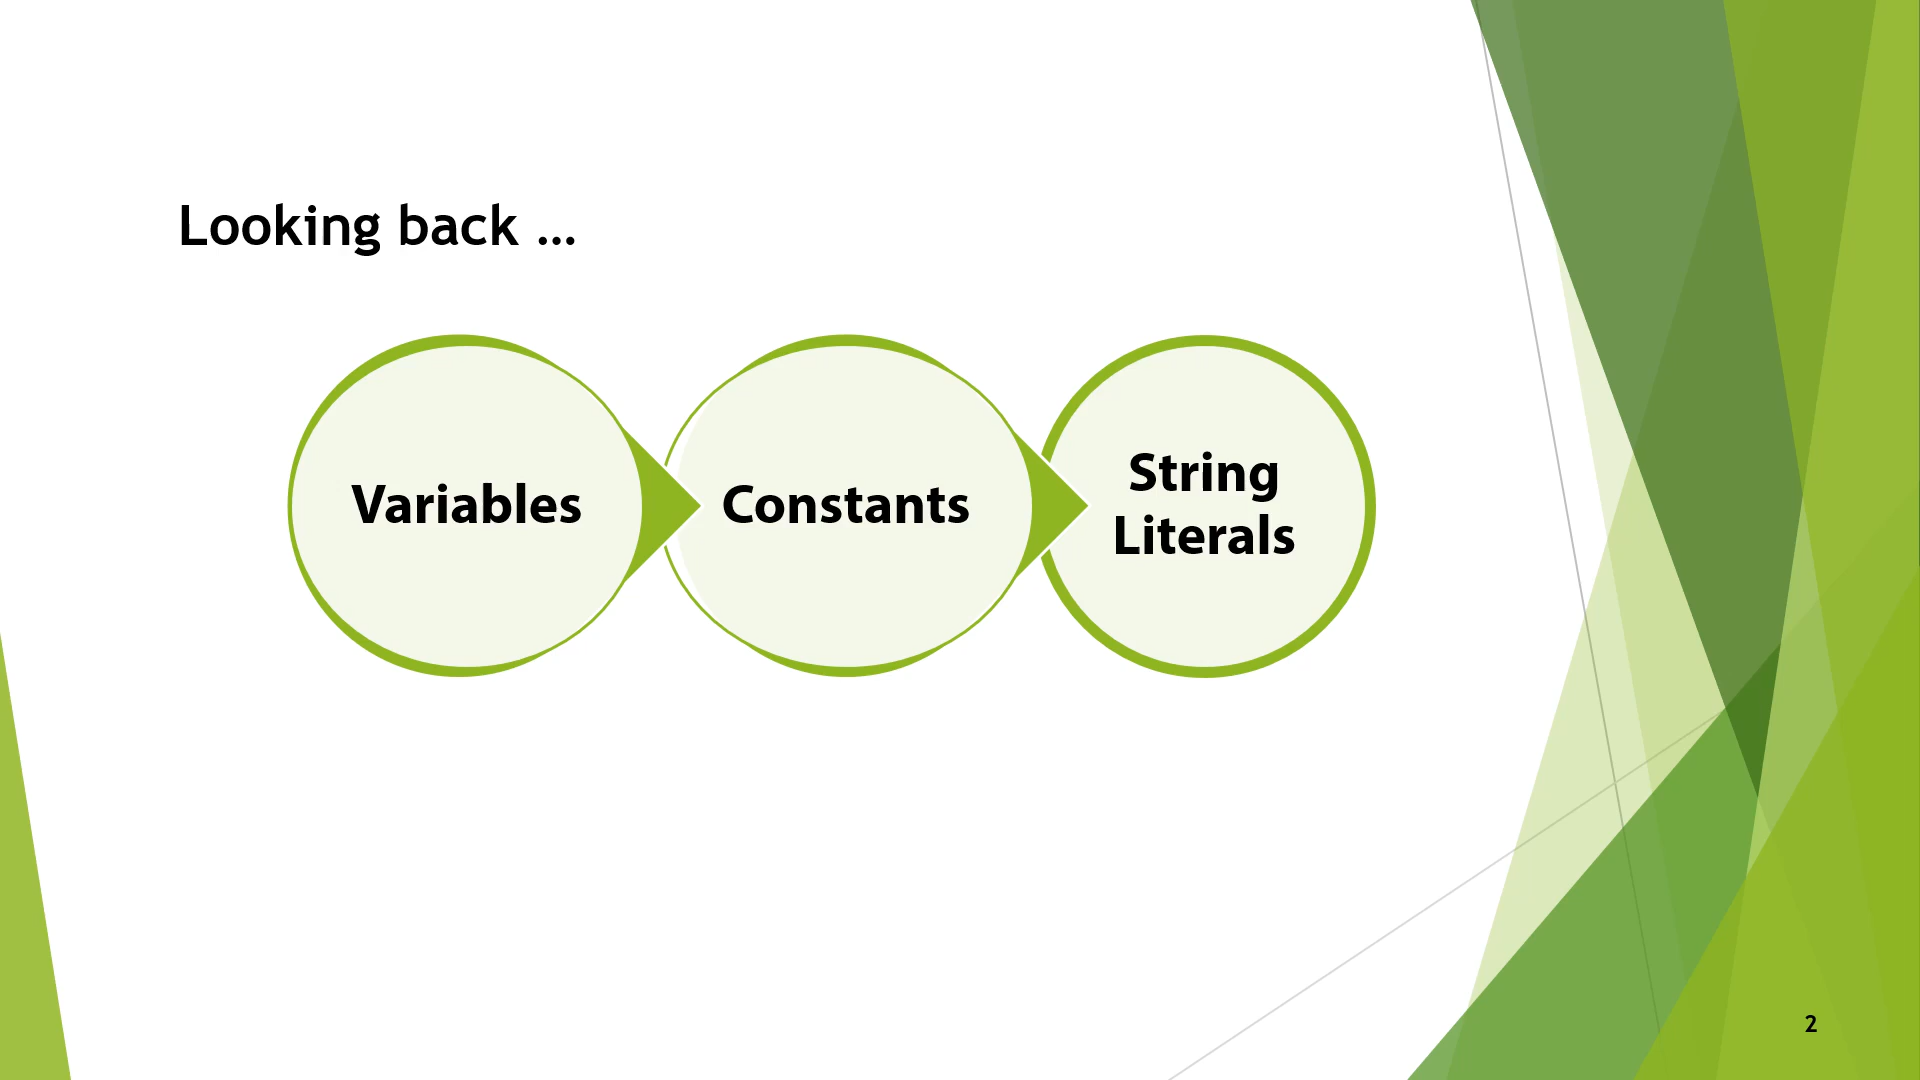 Looking back …
Variables
Constants
String
Literals
2